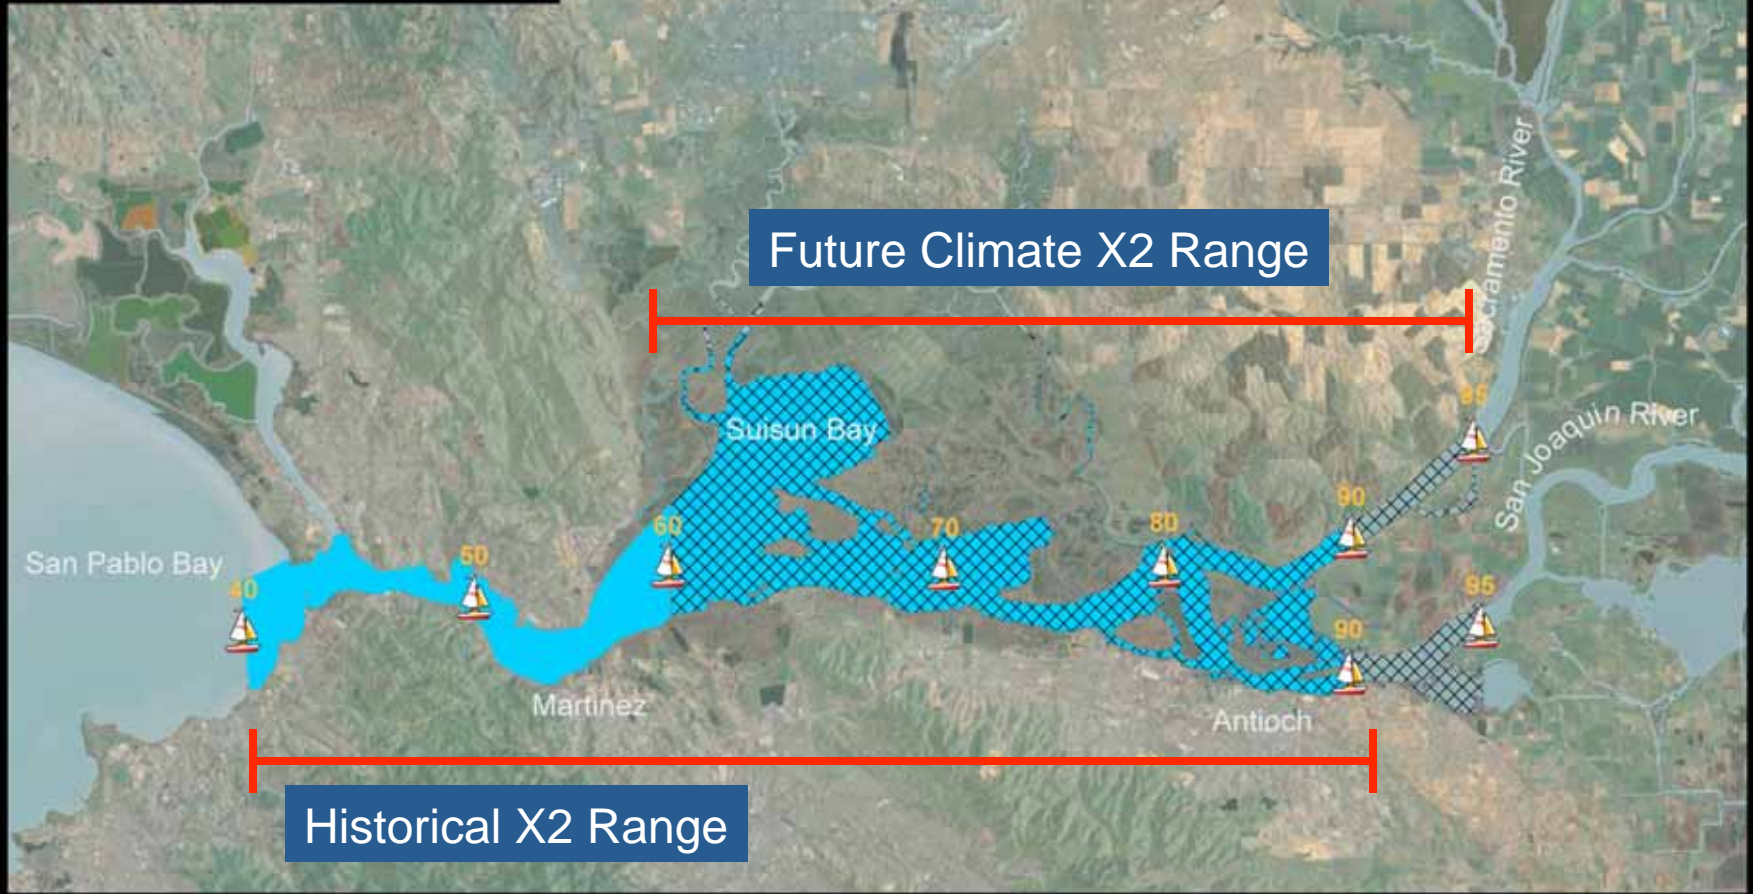 Sacramento River
Future Climate X2 Range
95
San Joaquin River
Suisun Bay
90
60
70
80
50
San Pablo Bay
40
95
90
Martinez
Antioch
Historical X2 Range